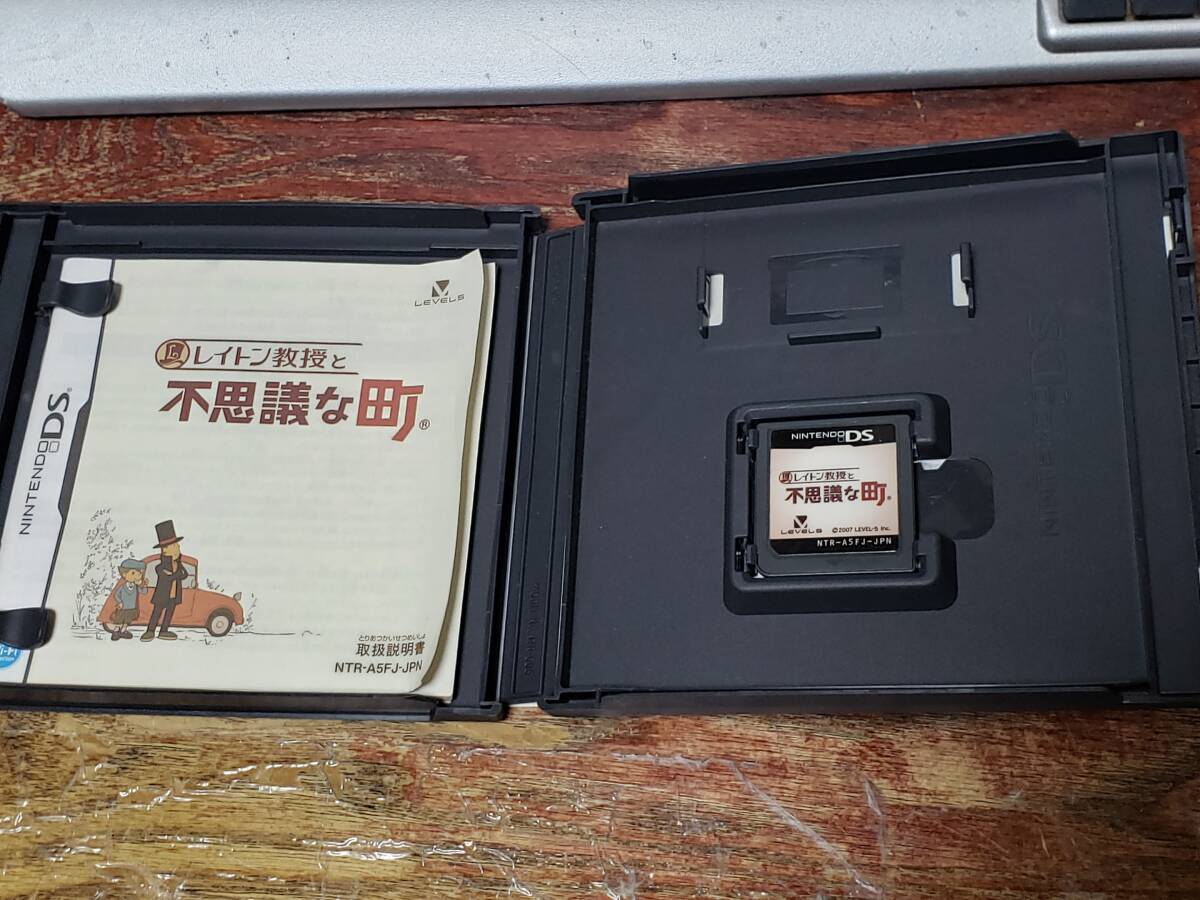 LEVEL5
レイトン教授と
不思議な町®
NINTENDO DS®
とりあつかいせつめいしょ
取扱説明書
NTR-A5FJ-JPN
NINTENDO DS
レイトン教授と
不思議な町®
LEVEL5
©2007 LEVEL-5 Inc.
NTR-A5FJ-JPN
NINTENDO DS